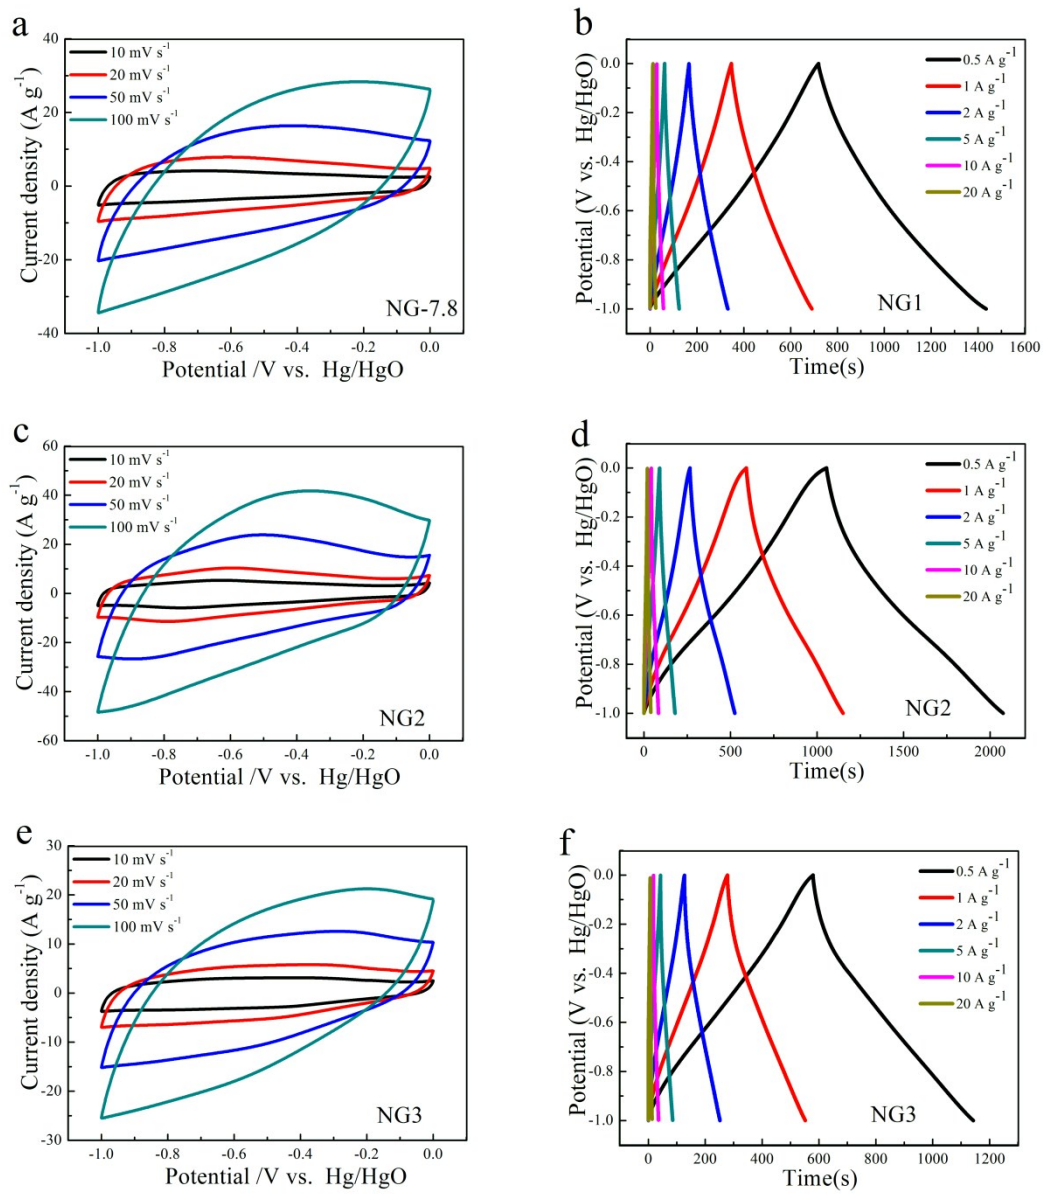 a
Current density (A g⁻¹)
40
20
0
-20
-40
10 mV s⁻¹
20 mV s⁻¹
50 mV s⁻¹
100 mV s⁻¹
NG-7.8
-1.0 -0.8 -0.6 -0.4 -0.2 0.0
Potential /V vs. Hg/HgO
b
Potential (V vs. Hg/HgO)
0.0
-0.2
-0.4
-0.6
-0.8
-1.0
0.5 A g⁻¹
1 A g⁻¹
2 A g⁻¹
5 A g⁻¹
10 A g⁻¹
20 A g⁻¹
NG1
0 200 400 600 800 1000 1200 1400 1600
Time(s)
c
Current density (A g⁻¹)
60
40
20
0
-20
-40
-60
10 mV s⁻¹
20 mV s⁻¹
50 mV s⁻¹
100 mV s⁻¹
NG2
-1.0 -0.8 -0.6 -0.4 -0.2 0.0
Potential /V vs. Hg/HgO
d
Potential (V vs. Hg/HgO)
0.0
-0.2
-0.4
-0.6
-0.8
-1.0
0.5 A g⁻¹
1 A g⁻¹
2 A g⁻¹
5 A g⁻¹
10 A g⁻¹
20 A g⁻¹
NG2
0 500 1000 1500 2000
Time(s)
e
Current density (A g⁻¹)
30
20
10
0
-10
-20
-30
10 mV s⁻¹
20 mV s⁻¹
50 mV s⁻¹
100 mV s⁻¹
NG3
-1.0 -0.8 -0.6 -0.4 -0.2 0.0
Potential /V vs. Hg/HgO
f
Potential (V vs. Hg/HgO)
0.0
-0.2
-0.4
-0.6
-0.8
-1.0
0.5 A g⁻¹
1 A g⁻¹
2 A g⁻¹
5 A g⁻¹
10 A g⁻¹
20 A g⁻¹
NG3
0 200 400 600 800 1000 1200
Time(s)